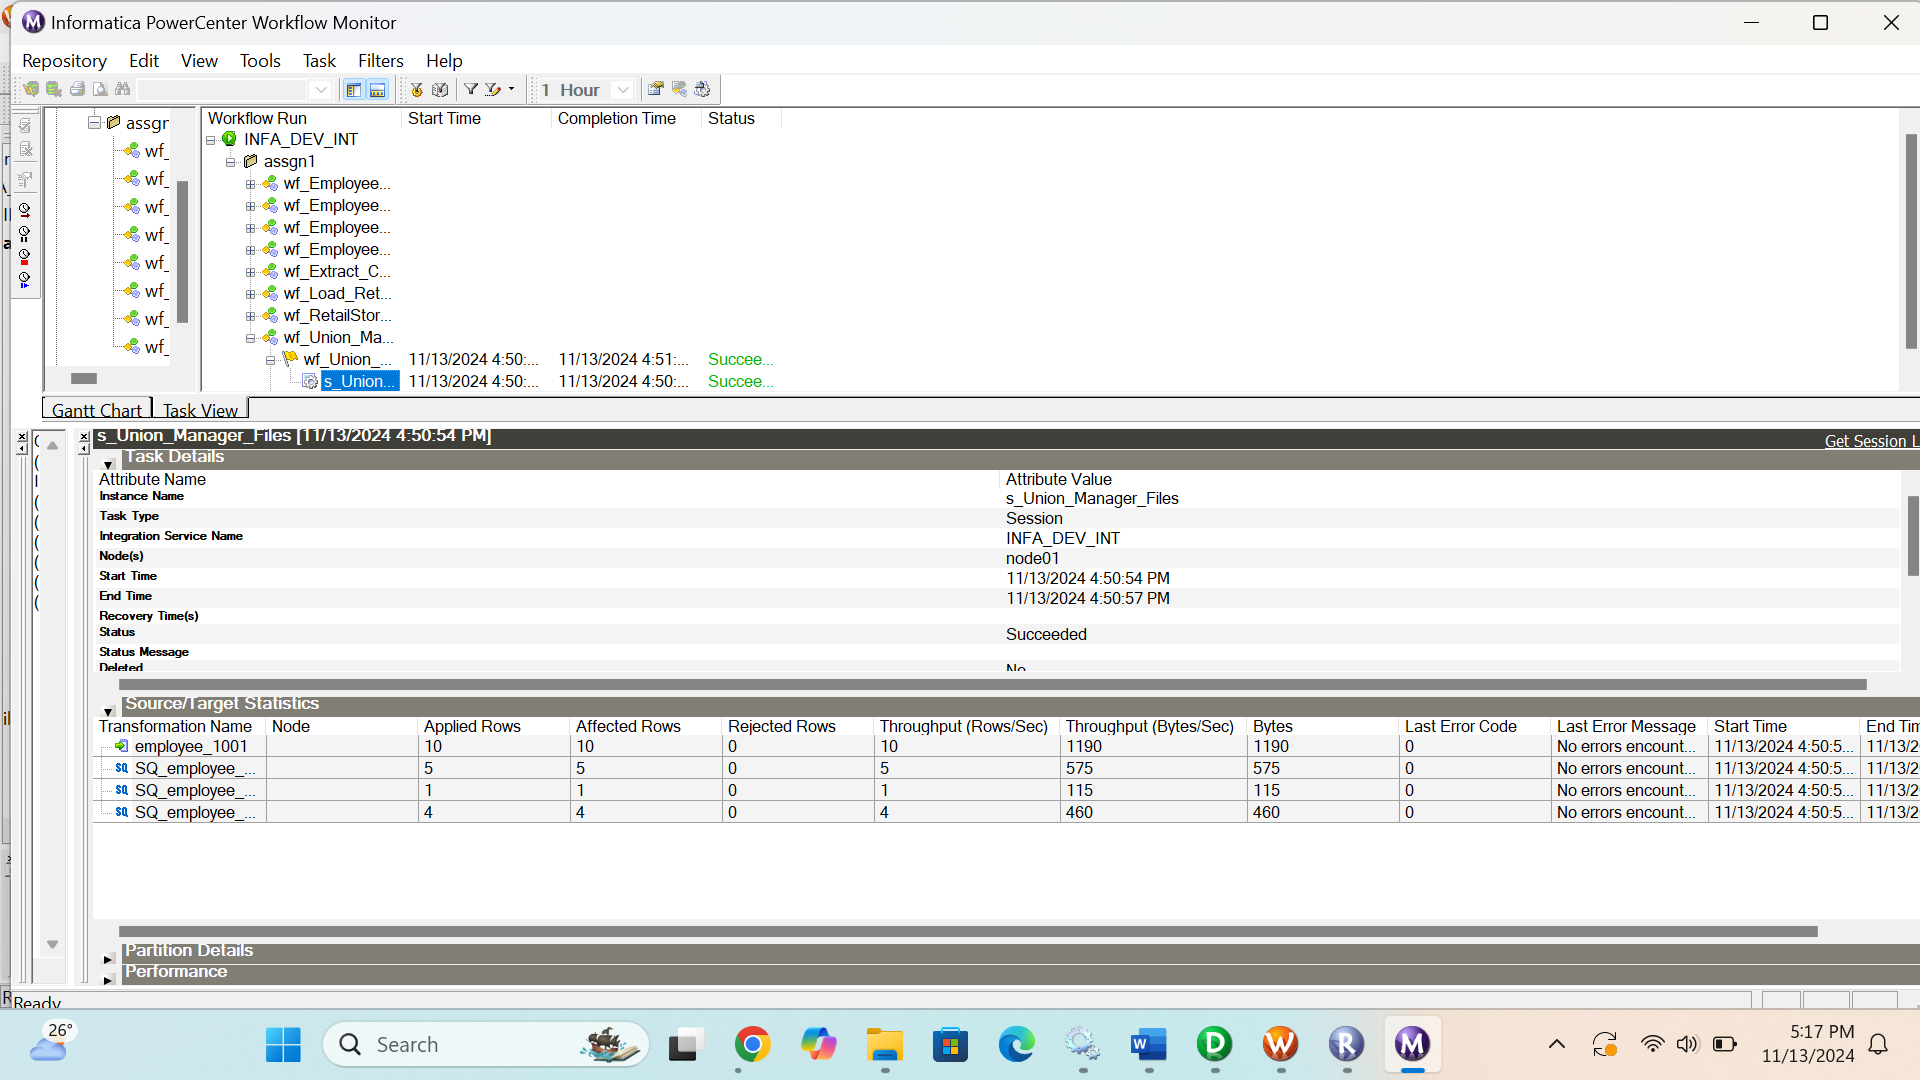 Informatica PowerCenter Workflow Monitor
Repository Edit View Tools Task Filters Help
1 Hour
assgr
wf_
wf_
wf_
wf_
wf_
wf_
wf_
wf_
Workflow Run Start Time Completion Time Status
INFA_DEV_INT
assgn1
wf_Employee...
wf_Employee...
wf_Employee...
wf_Employee...
wf_Extract_C...
wf_Load_Ret...
wf_RetailStor...
wf_Union_Ma...
wf_Union_... 11/13/2024 4:50:... 11/13/2024 4:51:... Succee...
s_Union... 11/13/2024 4:50:... 11/13/2024 4:50:... Succee...
Gantt Chart Task View
s_Union_Manager_Files [11/13/2024 4:50:54 PM] Get Session L
Task Details
Attribute Name Attribute Value
Instance Name s_Union_Manager_Files
Task Type Session
Integration Service Name INFA_DEV_INT
Node(s) node01
Start Time 11/13/2024 4:50:54 PM
End Time 11/13/2024 4:50:57 PM
Recovery Time(s)
Status Succeeded
Status Message
Deleted No
Source/Target Statistics
Transformation Name Node Applied Rows Affected Rows Rejected Rows Throughput (Rows/Sec) Throughput (Bytes/Sec) Bytes Last Error Code Last Error Message Start Time End Tim
employee_1001 10 10 0 10 1190 1190 0 No errors encount... 11/13/2024 4:50:5... 11/13/2
SQ_employee_... 5 5 0 5 575 575 0 No errors encount... 11/13/2024 4:50:5... 11/13/2
SQ_employee_... 1 1 0 1 115 115 0 No errors encount... 11/13/2024 4:50:5... 11/13/2
SQ_employee_... 4 4 0 4 460 460 0 No errors encount... 11/13/2024 4:50:5... 11/13/2
Partition Details
Performance
Ready
26°
Search
5:17 PM
11/13/2024